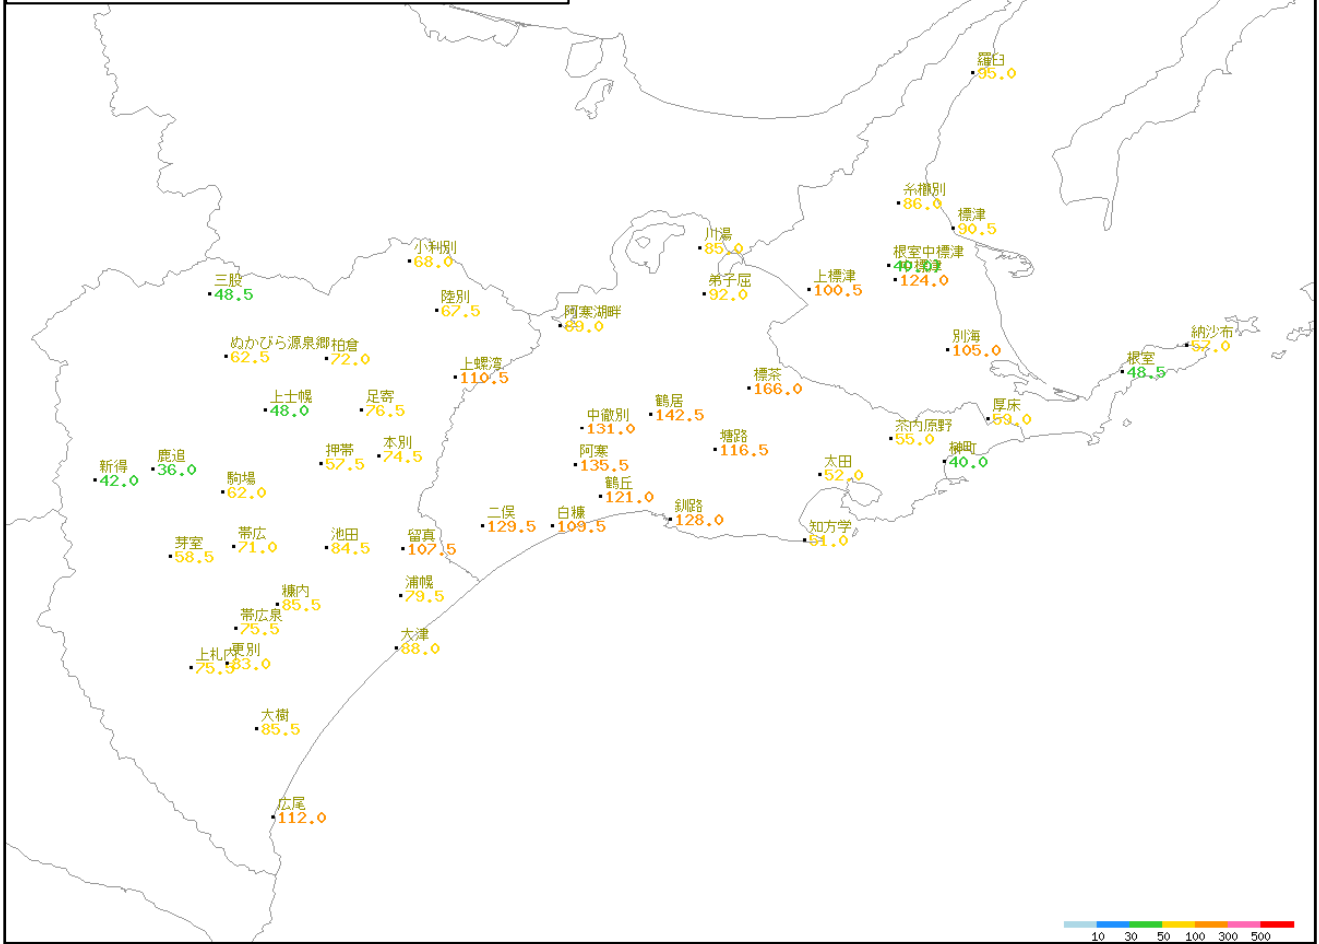 羅臼
95.0
糸櫛別
86.0
標津
90.5
川湯
85.0
小利別
68.0
根室中標津
中標津
124.0
三股
48.5
弟子屈
92.0
上標津
100.5
陸別
67.5
阿寒湖畔
89.0
納沙布
57.0
ぬかびら源泉郷
62.5
柏倉
72.0
別海
105.0
根室
48.5
上螺湾
110.5
標茶
166.0
上士幌
48.0
足寄
76.5
鶴居
142.5
厚床
59.0
中徹別
131.0
茶内原野
55.0
本別
74.5
塘路
116.5
押帯
57.5
阿寒
135.5
榊町
40.0
鹿追
36.0
新得
42.0
太田
52.0
駒場
62.0
鶴丘
121.0
二俣
129.5
白糠
109.5
釧路
128.0
知方学
51.0
帯広
71.0
池田
84.5
留真
107.5
芽室
58.5
浦幌
79.5
糠内
85.5
帯広泉
75.5
大津
88.0
上札内
75.5
更別
83.0
大樹
85.5
広尾
112.0
10 30 50 100 300 500